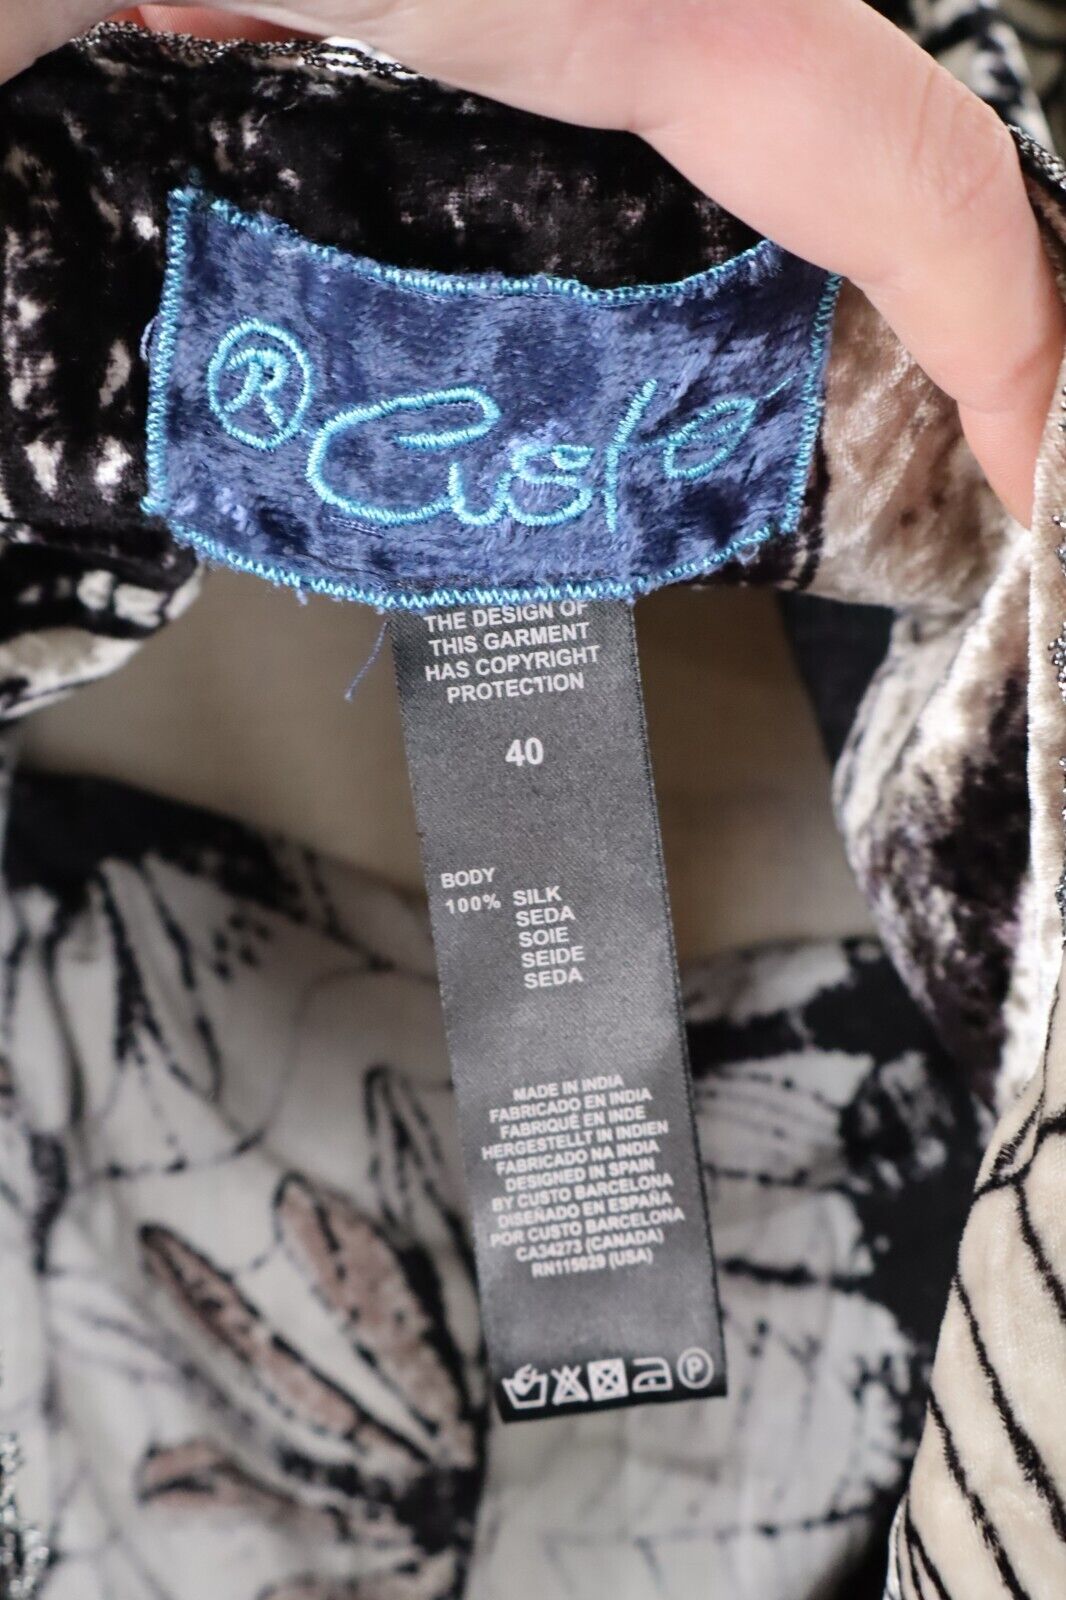 ® Custo
THE DESIGN OF
THIS GARMENT
HAS COPYRIGHT
PROTECTION
40
BODY
100% SILK
SEDA
SOIE
SEIDE
SEDA
MADE IN INDIA
FABRICADO EN INDIA
FABRIQUÉ EN INDE
HERGESTELLT IN INDIEN
FABRICADO NA INDIA
DESIGNED IN SPAIN
BY CUSTO BARCELONA
DISEÑADO EN ESPAÑA
POR CUSTO BARCELONA
CA34273 (CANADA)
RN115029 (USA)
P